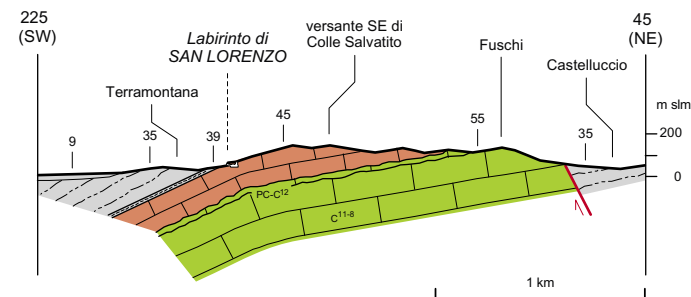 225
(SW)
45
(NE)
versante SE di
Colle Salvatito
Labirinto di
SAN LORENZO
Fuschi
Castelluccio
Terramontana
m slm
9
35
39
45
55
35
200
0
PC-C¹²
C¹¹⁻⁸
1 km